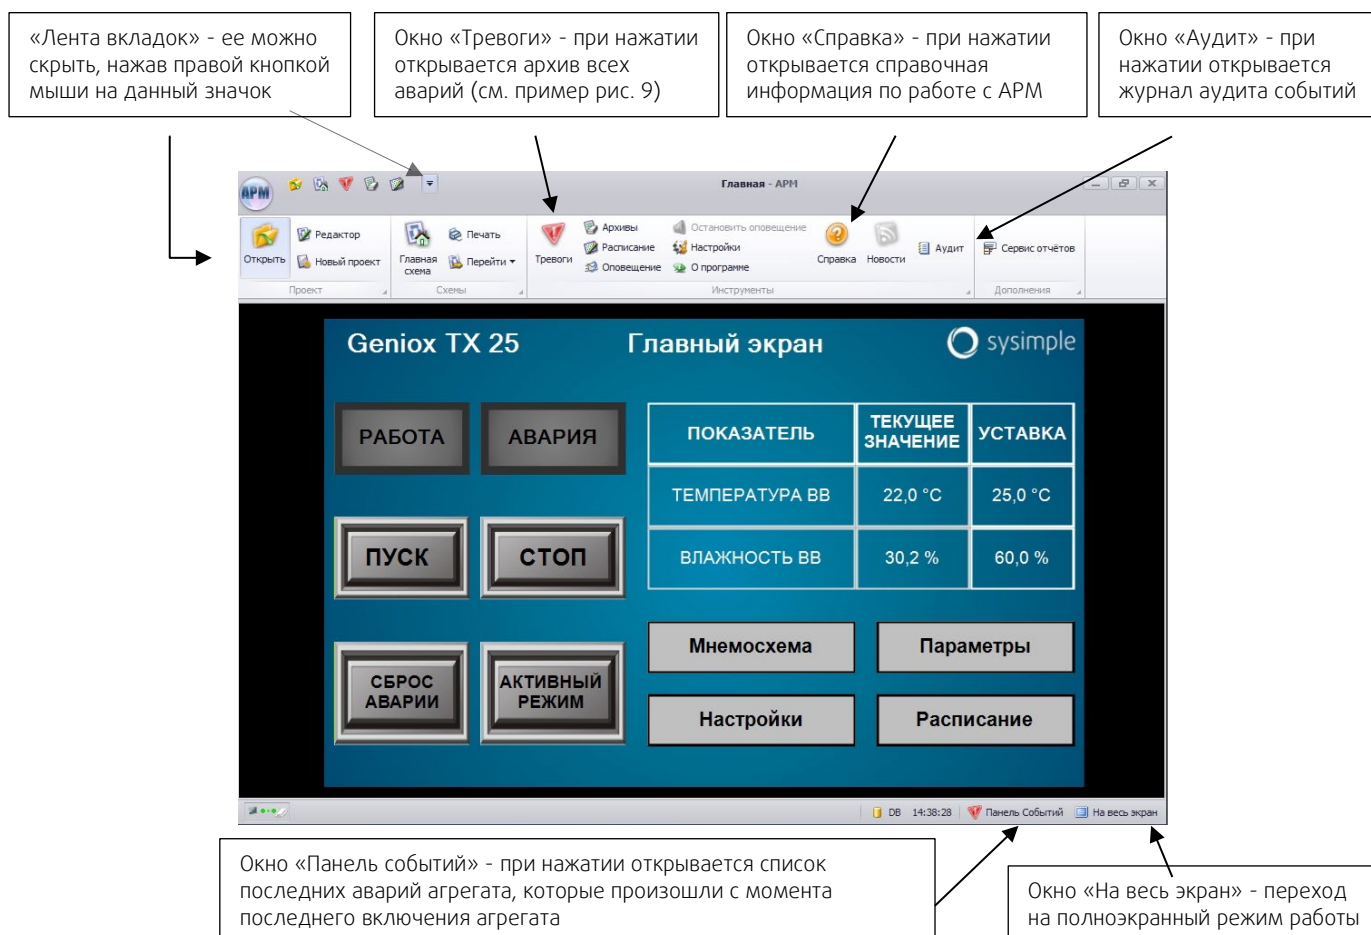 «Лента вкладок» - ее можно
скрыть, нажав правой кнопкой
мыши на данный значок
Окно «Тревоги» - при нажатии
открывается архив всех
аварий (см. пример рис. 9)
Окно «Справка» - при нажатии
открывается справочная
информация по работе с АРМ
Окно «Аудит» - при
нажатии открывается
журнал аудита событий
АРМ
Главная - АРМ
Открыть
Редактор
Новый проект
Проект
Главная
схема
Печать
Перейти
Схемы
Тревоги
Архивы
Расписание
Оповещение
Остановить оповещение
Настройки
О программе
Справка
Новости
Аудит
Инструменты
Сервис отчётов
Дополнения
Geniox TX 25
Главный экран
sysimple
РАБОТА
АВАРИЯ
ПУСК
СТОП
СБРОС
АВАРИИ
АКТИВНЫЙ
РЕЖИМ
ПОКАЗАТЕЛЬ
ТЕКУЩЕЕ
ЗНАЧЕНИЕ
УСТАВКА
ТЕМПЕРАТУРА ВВ
22,0 °C
25,0 °C
ВЛАЖНОСТЬ ВВ
30,2 %
60,0 %
Мнемосхема
Параметры
Настройки
Расписание
DB
14:38:28
Панель Событий
На весь экран
Окно «Панель событий» - при нажатии открывается список
последних аварий агрегата, которые произошли с момента
последнего включения агрегата
Окно «На весь экран» - переход
на полноэкранный режим работы